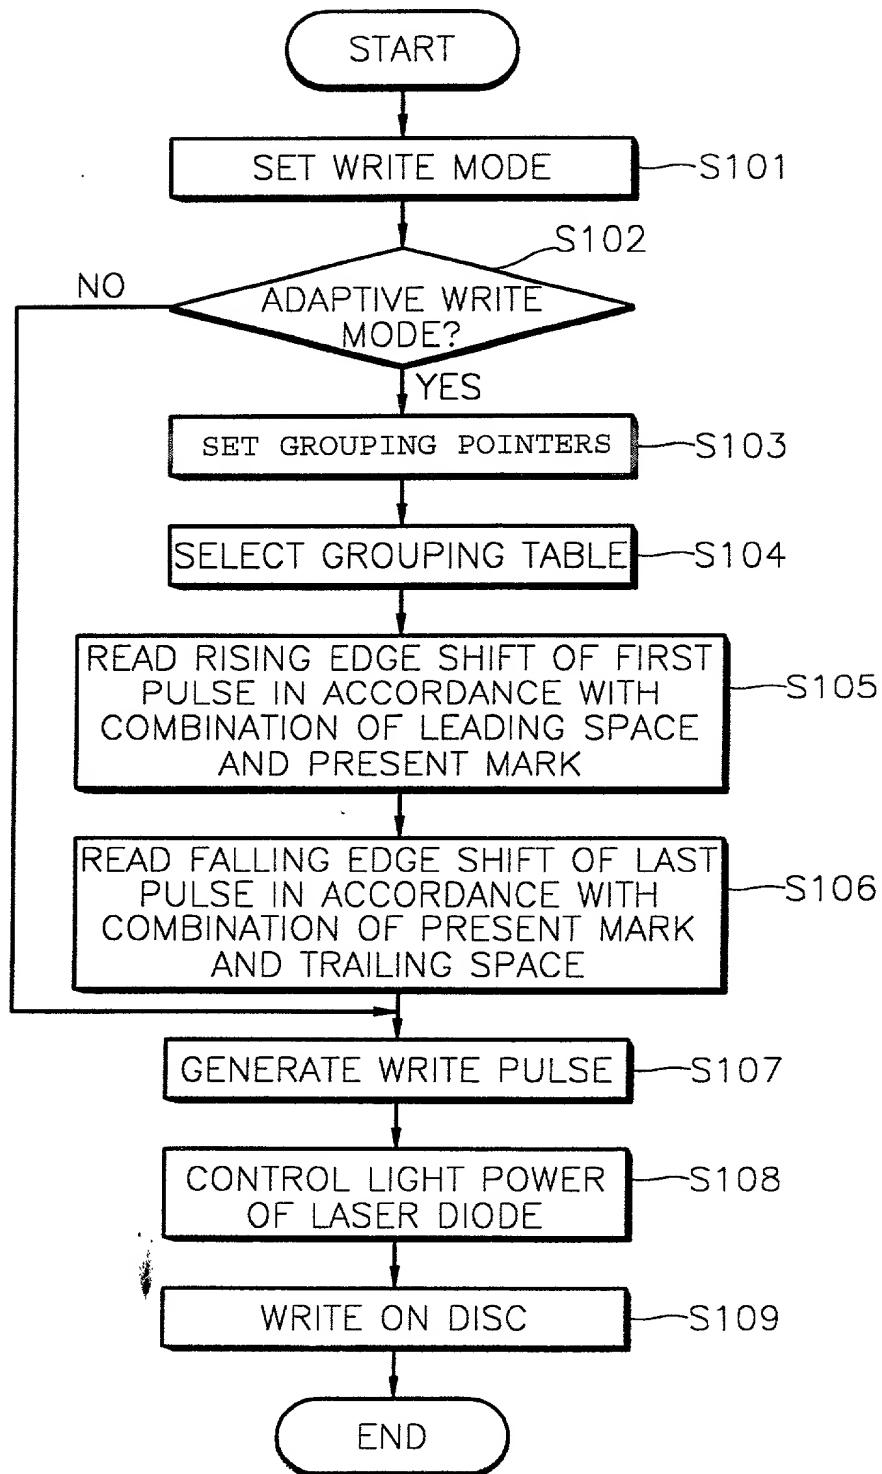 START
SET WRITE MODE
S101
S102
NO
ADAPTIVE WRITE
MODE?
YES
SET GROUPING POINTERS
S103
SELECT GROUPING TABLE
S104
READ RISING EDGE SHIFT OF FIRST
PULSE IN ACCORDANCE WITH
COMBINATION OF LEADING SPACE
AND PRESENT MARK
S105
READ FALLING EDGE SHIFT OF LAST
PULSE IN ACCORDANCE WITH
COMBINATION OF PRESENT MARK
AND TRAILING SPACE
S106
GENERATE WRITE PULSE
S107
CONTROL LIGHT POWER
OF LASER DIODE
S108
WRITE ON DISC
S109
END